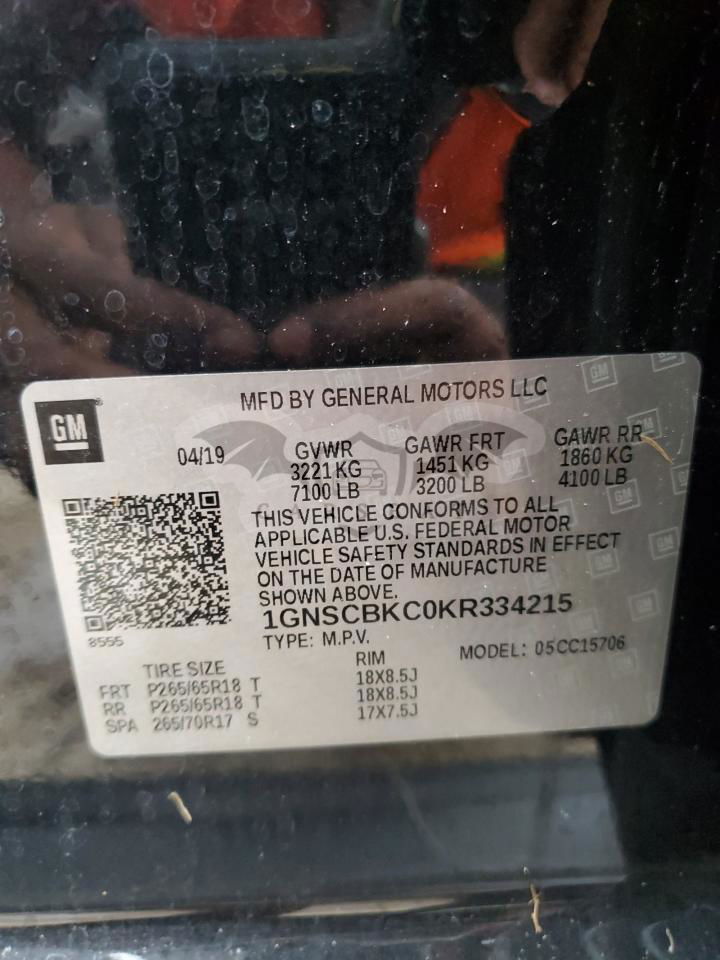 MFD BY GENERAL MOTORS LLC
GM
04/19
GVWR GAWR FRT GAWR RR
3221 KG 1451 KG 1860 KG
7100 LB 3200 LB 4100 LB
THIS VEHICLE CONFORMS TO ALL
APPLICABLE U.S. FEDERAL MOTOR
VEHICLE SAFETY STANDARDS IN EFFECT
ON THE DATE OF MANUFACTURE
SHOWN ABOVE.
1GNSCBKC0KR334215
8555
TYPE: M.P.V. MODEL: 05CC15706
TIRE SIZE RIM
FRT P265/65R18 T 18X8.5J
RR P265/65R18 T 18X8.5J
SPA 265/70R17 S 17X7.5J